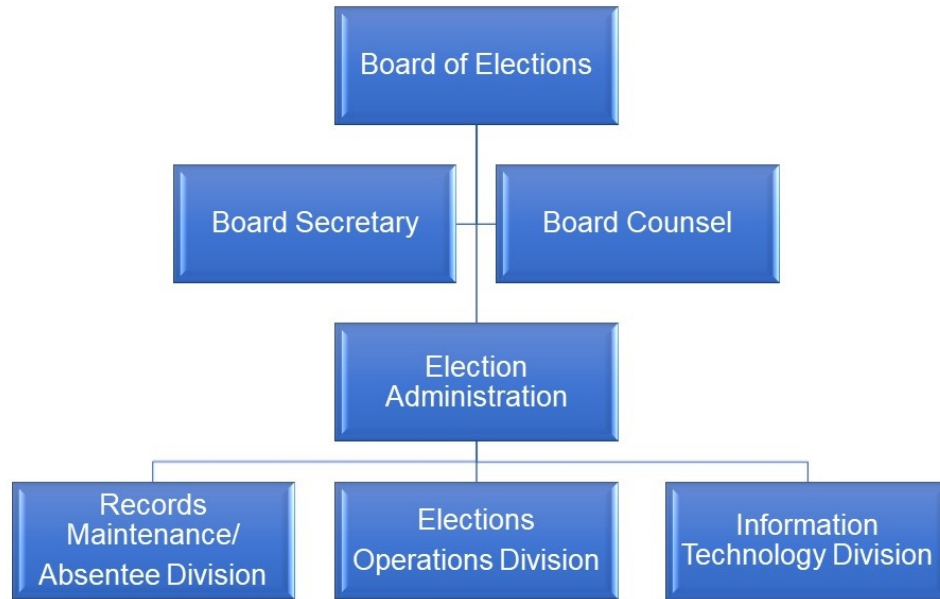 Board of Elections
Board Secretary
Board Counsel
Election
Administration
Records
Maintenance/
Absentee Division
Elections
Operations Division
Information
Technology Division